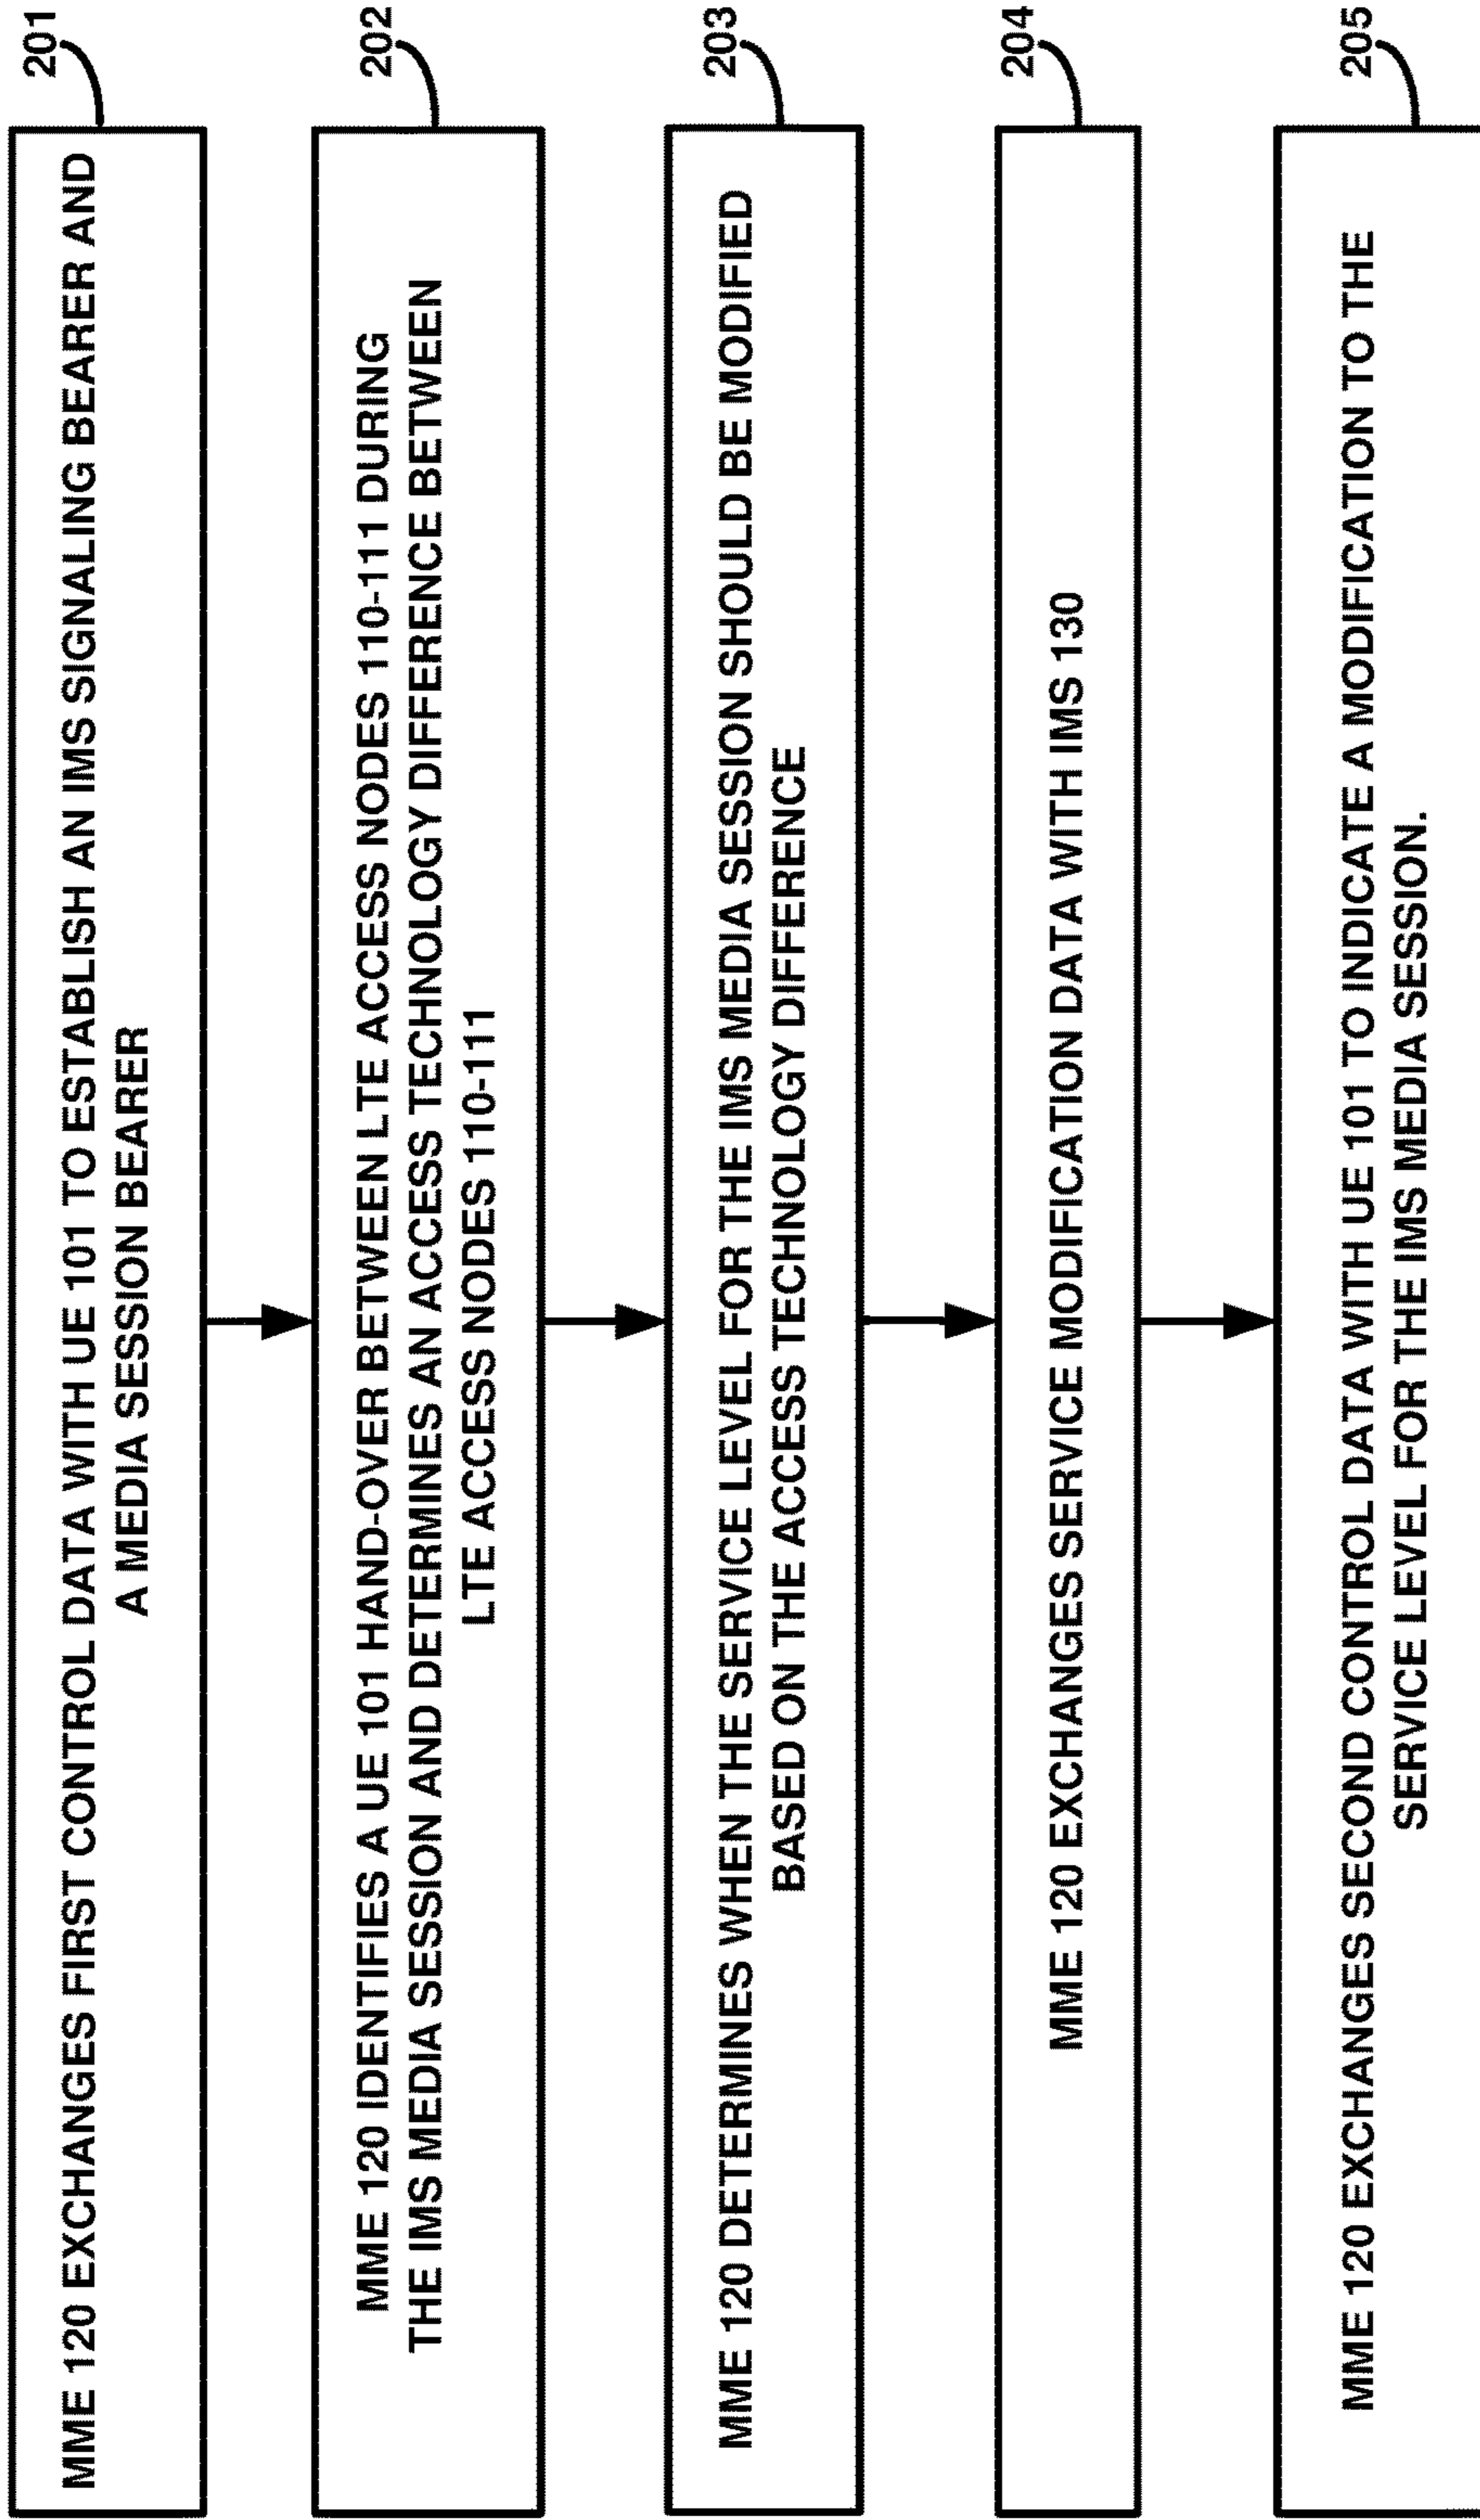 MME 120 EXCHANGES FIRST CONTROL DATA WITH UE 101 TO ESTABLISH AN IMS SIGNALING BEARER AND
A MEDIA SESSION BEARER
201
MME 120 IDENTIFIES A UE 101 HAND-OVER BETWEEN LTE ACCESS NODES 110-111 DURING
THE IMS MEDIA SESSION AND DETERMINES AN ACCESS TECHNOLOGY DIFFERENCE BETWEEN
LTE ACCESS NODES 110-111
202
MME 120 DETERMINES WHEN THE SERVICE LEVEL FOR THE IMS MEDIA SESSION SHOULD BE MODIFIED
BASED ON THE ACCESS TECHNOLOGY DIFFERENCE
203
MME 120 EXCHANGES SERVICE MODIFICATION DATA WITH IMS 130
204
MME 120 EXCHANGES SECOND CONTROL DATA WITH UE 101 TO INDICATE A MODIFICATION TO THE
SERVICE LEVEL FOR THE IMS MEDIA SESSION.
205